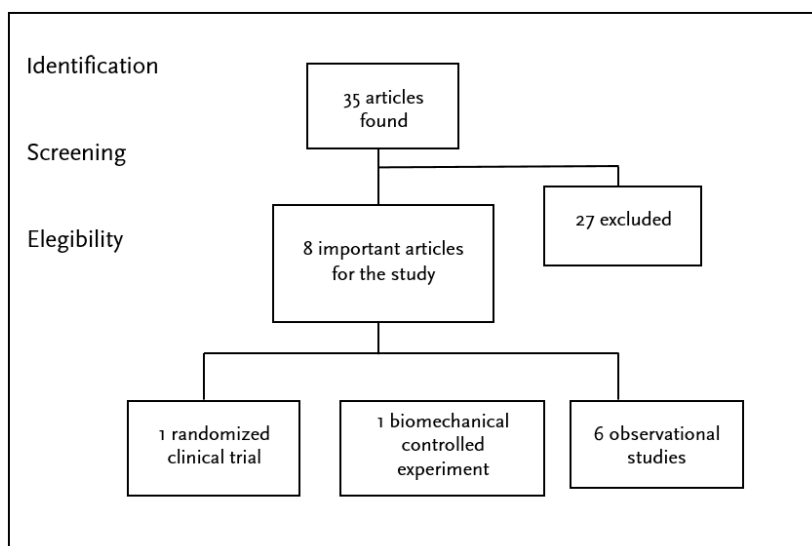 Identification
35 articles
found
Screening
27 excluded
Elegibility
8 important articles
for the study
1 randomized
clinical trial
1 biomechanical
controlled
experiment
6 observational
studies